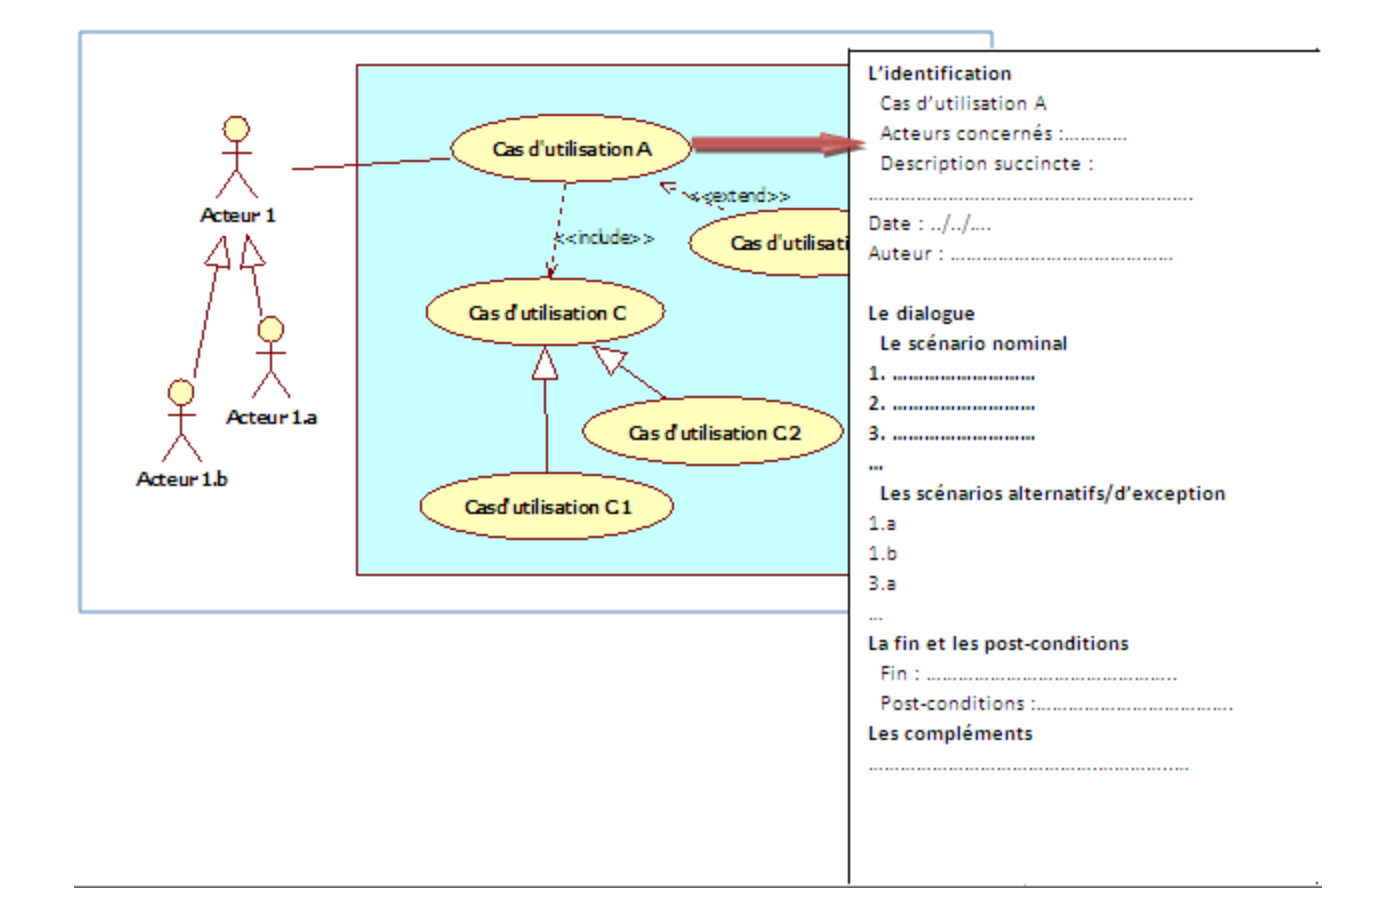 Cas d'utilisation A
Acteur 1
<<extend>>
<<include>>
Cas d'utilisati
Cas d'utilisation C
Acteur 1.a
Acteur 1.b
Cas d'utilisation C.2
Casd'utilisation C.1
L'identification
Cas d'utilisation A
Acteurs concernés :............
Description succincte :
.................................................................
Date : ../../....
Auteur : .............................................
Le dialogue
Le scénario nominal
1. .............................
2. .............................
3. .............................
...
Les scénarios alternatifs/d'exception
1.a
1.b
3.a
...
La fin et les post-conditions
Fin : ..................................................
Post-conditions :.......................................
Les compléments
................................................................